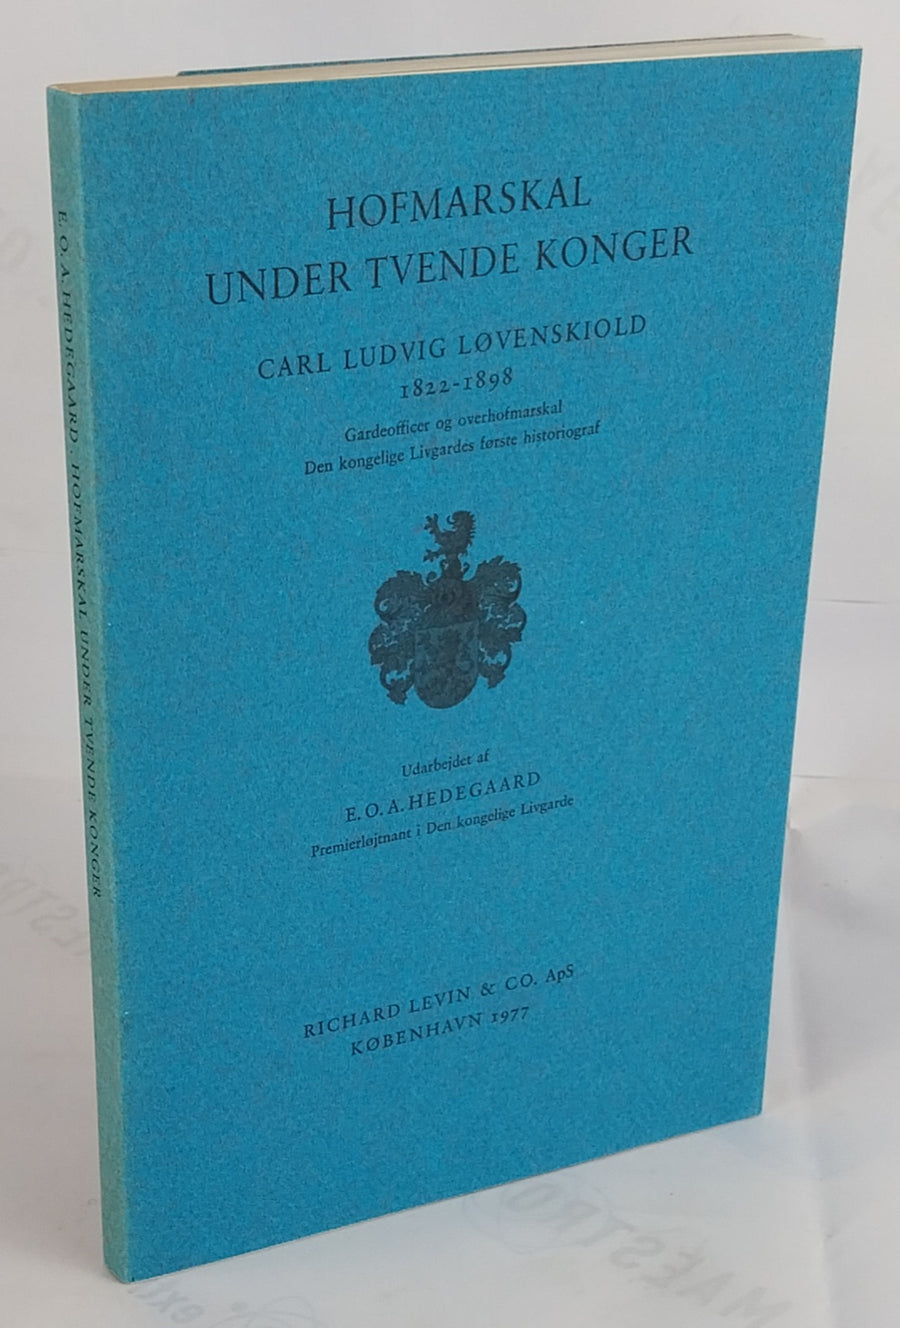 HOFMARSKAL
UNDER TVENDE KONGER
CARL LUDVIG LØVENSKIOLD
1822-1898
Gardeofficer og overhofmarskal
Den kongelige Livgardes første historiograf
Udarbejdet af
E. O. A. HEDEGAARD
Premierløjtnant i Den kongelige Livgarde
RICHARD LEVIN & CO. ApS
KØBENHAVN 1977
E. O. A. HEDEGAARD . HOFMARSKAL UNDER TVENDE KONGER